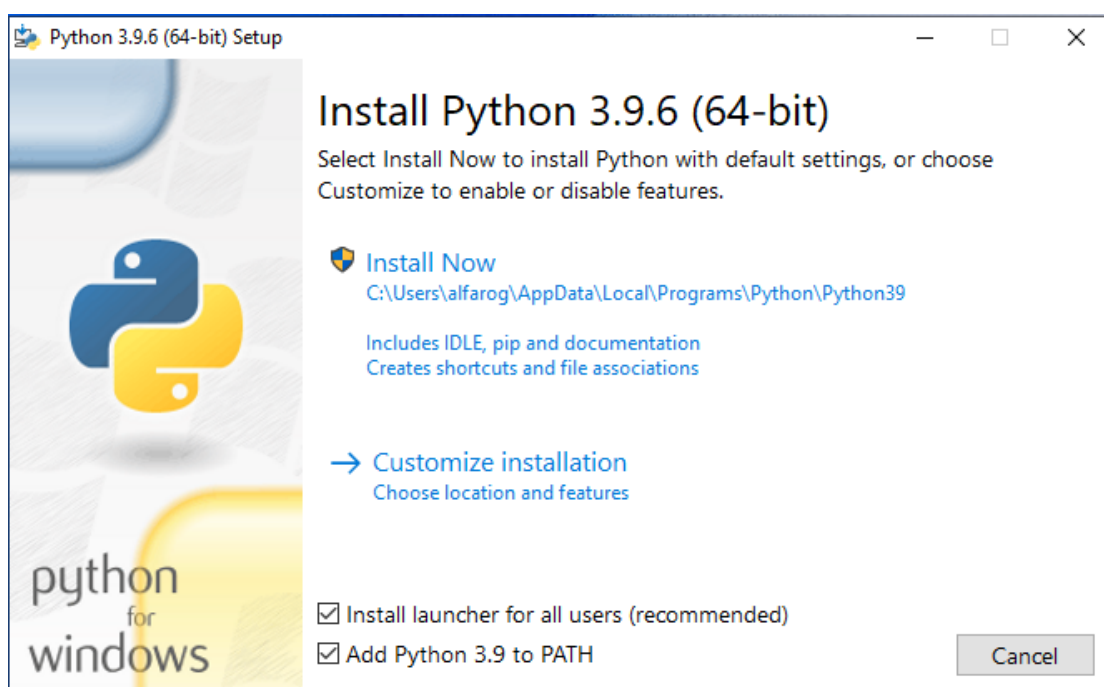 Python 3.9.6 (64-bit) Setup
Install Python 3.9.6 (64-bit)
Select Install Now to install Python with default settings, or choose
Customize to enable or disable features.
Install Now
C:\Users\alfarog\AppData\Local\Programs\Python\Python39
Includes IDLE, pip and documentation
Creates shortcuts and file associations
Customize installation
Choose location and features
python
for
windows
Install launcher for all users (recommended)
Add Python 3.9 to PATH
Cancel